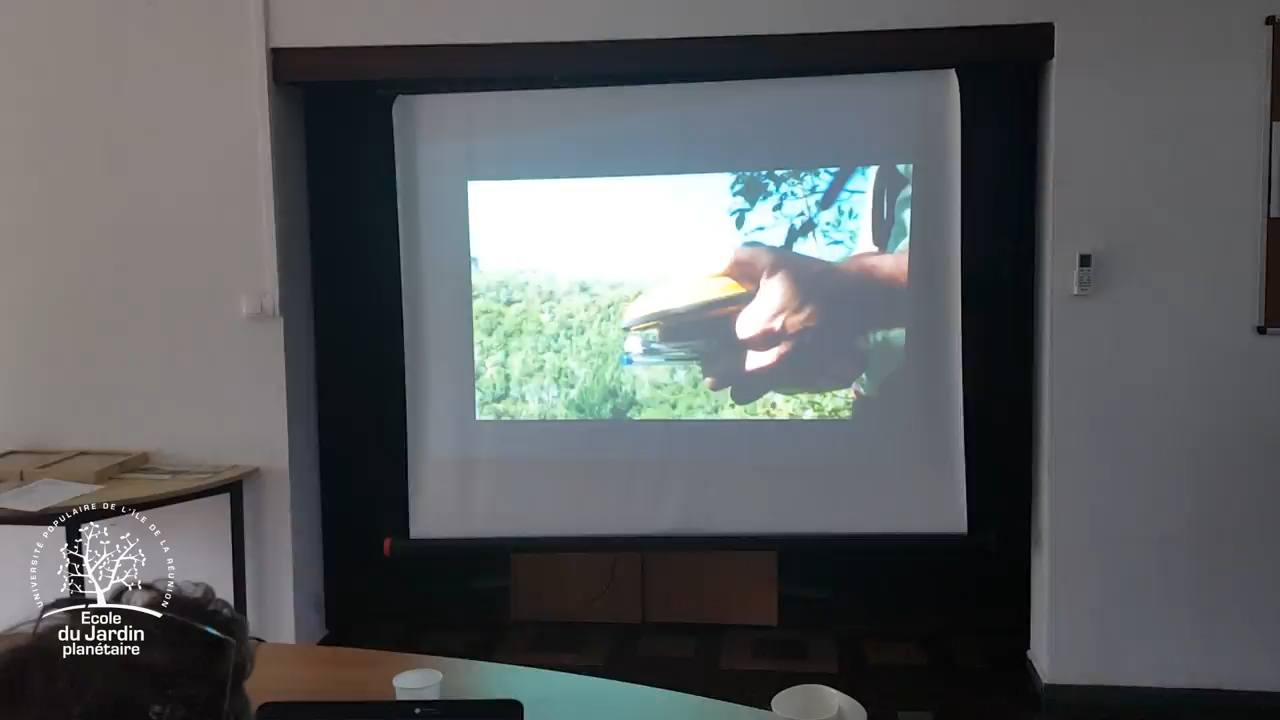 UNIVERSITÉ POPULAIRE DE L'ÎLE DE LA RÉUNION
Ecole
du Jardin
planétaire